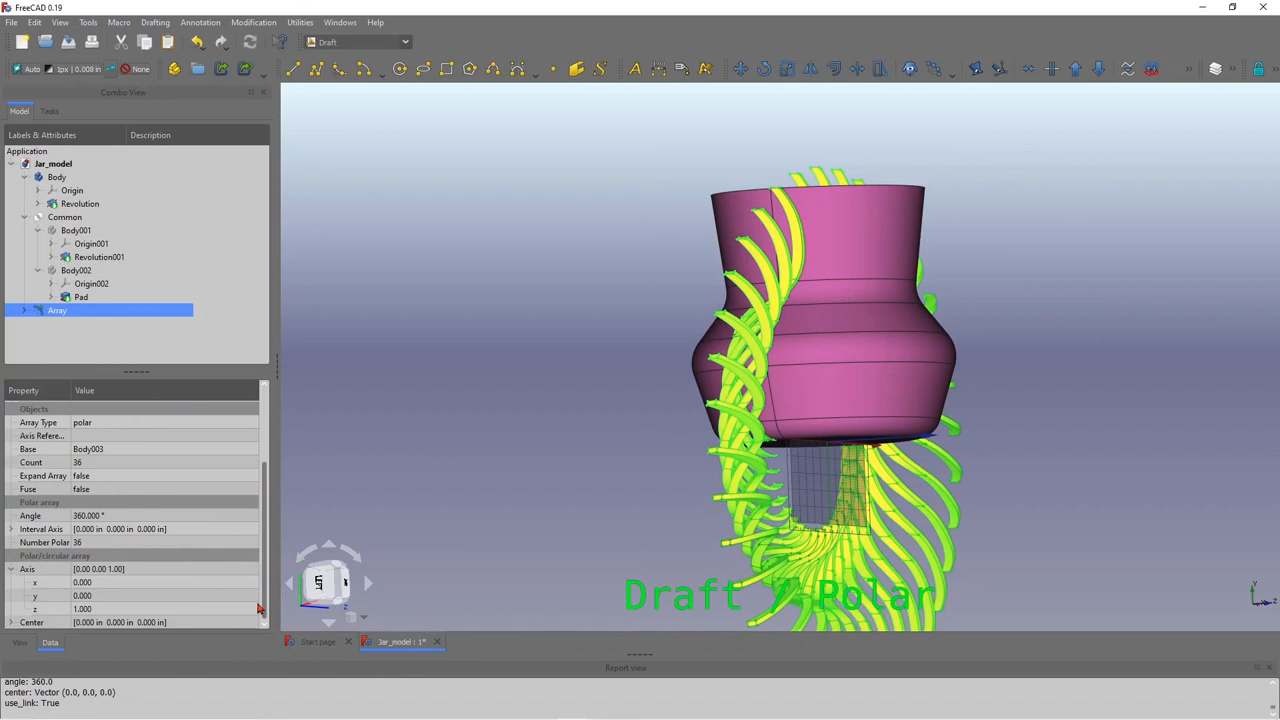 FreeCAD 0.19
File Edit View Tools Macro Drafting Annotation Modification Utilities Windows Help
Draft
Auto 1px | 0.008 in None
Combo View
Model Tasks
Labels & Attributes Description
Application
Jar_model
Body
Origin
Revolution
Common
Body001
Origin001
Revolution001
Body002
Origin002
Pad
Array
Property Value
Objects
Array Type polar
Axis Refere...
Base Body003
Count 36
Expand Array false
Fuse false
Polar array
Angle 360.000 °
Interval Axis [0.000 in 0.000 in 0.000 in]
Number Polar 36
Polar/circular array
Axis [0.00 0.00 1.00]
x 0.000
y 0.000
z 1.000
Center [0.000 in 0.000 in 0.000 in]
View Data
Draft / Polar
Start page Jar_model : 1*
Report view
angle: 360.0
center: Vector (0.0, 0.0, 0.0)
use_link: True